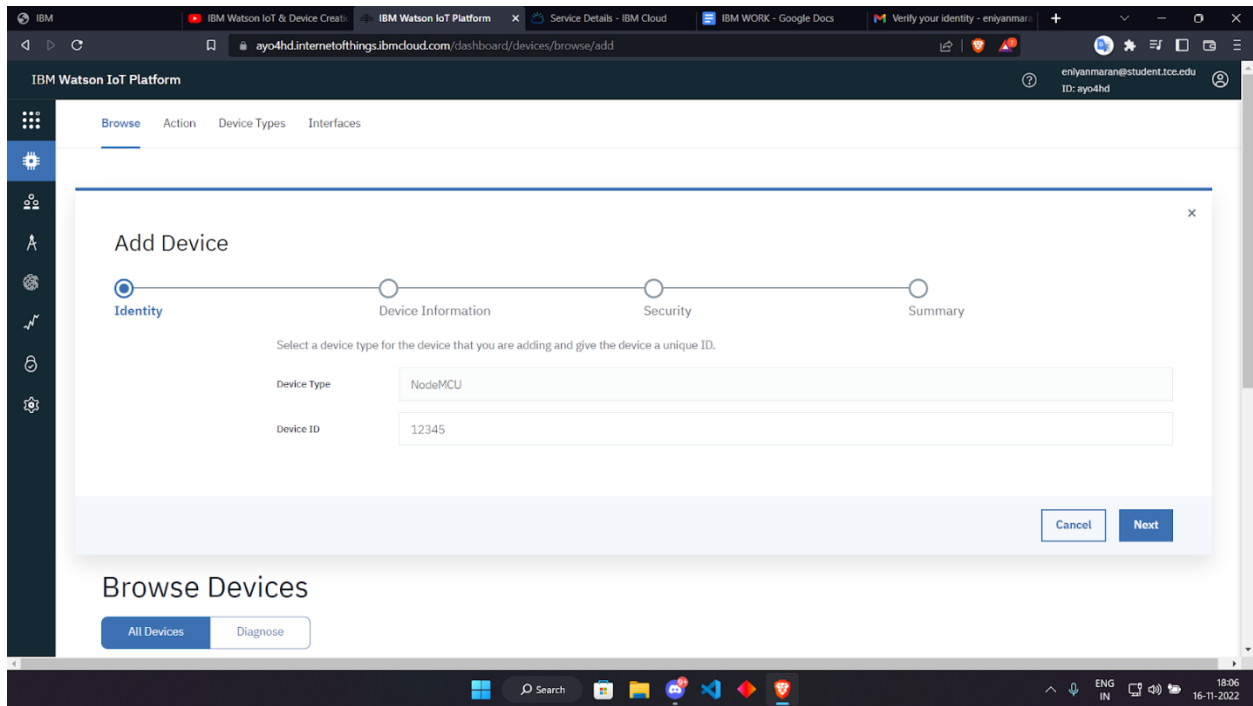 IBM
IBM Watson IoT & Device Creatic
IBM Watson IoT Platform
Service Details - IBM Cloud
IBM WORK - Google Docs
Verify your identity - eniyanmara
ayo4hd.internetofthings.ibmcloud.com/dashboard/devices/browse/add
IBM Watson IoT Platform
eniyanmaran@student.tce.edu
ID: ayo4hd
Browse Action Device Types Interfaces
Add Device
Identity Device Information Security Summary
Select a device type for the device that you are adding and give the device a unique ID.
Device Type NodeMCU
Device ID 12345
Cancel Next
Browse Devices
All Devices Diagnose
Search
ENG
IN
18:06
16-11-2022